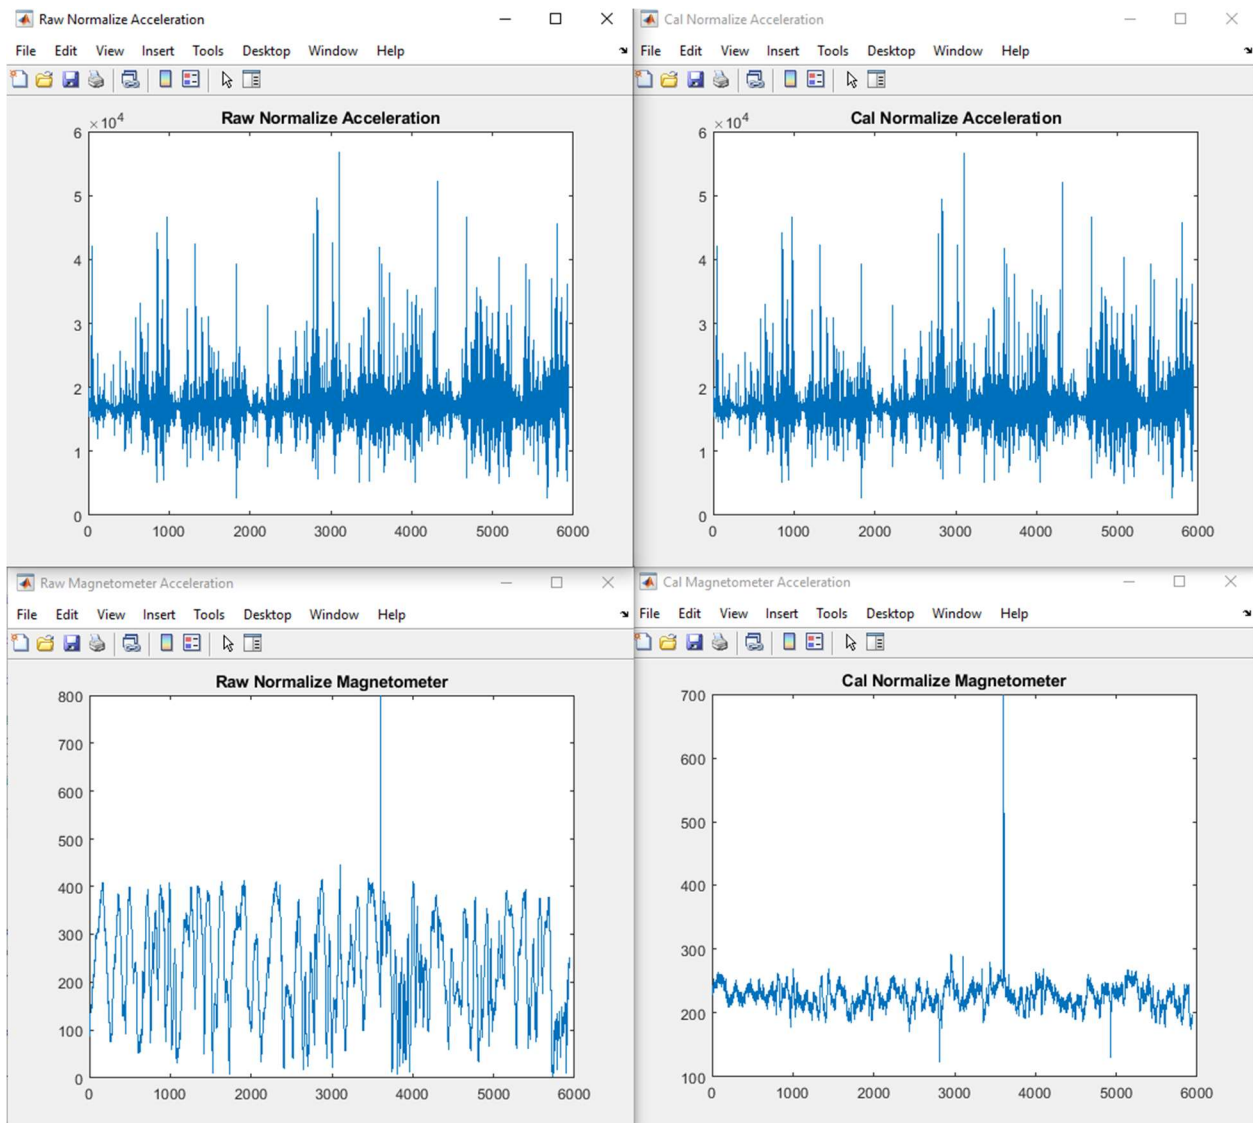 Raw Normalize Acceleration
File Edit View Insert Tools Desktop Window Help
Raw Normalize Acceleration
×10^4
6
5
4
3
2
1
0
0 1000 2000 3000 4000 5000 6000
Cal Normalize Acceleration
File Edit View Insert Tools Desktop Window Help
Cal Normalize Acceleration
×10^4
6
5
4
3
2
1
0
0 1000 2000 3000 4000 5000 6000
Raw Magnetometer Acceleration
File Edit View Insert Tools Desktop Window Help
Raw Normalize Magnetometer
800
700
600
500
400
300
200
100
0
0 1000 2000 3000 4000 5000 6000
Cal Magnetometer Acceleration
File Edit View Insert Tools Desktop Window Help
Cal Normalize Magnetometer
700
600
500
400
300
200
100
0 1000 2000 3000 4000 5000 6000